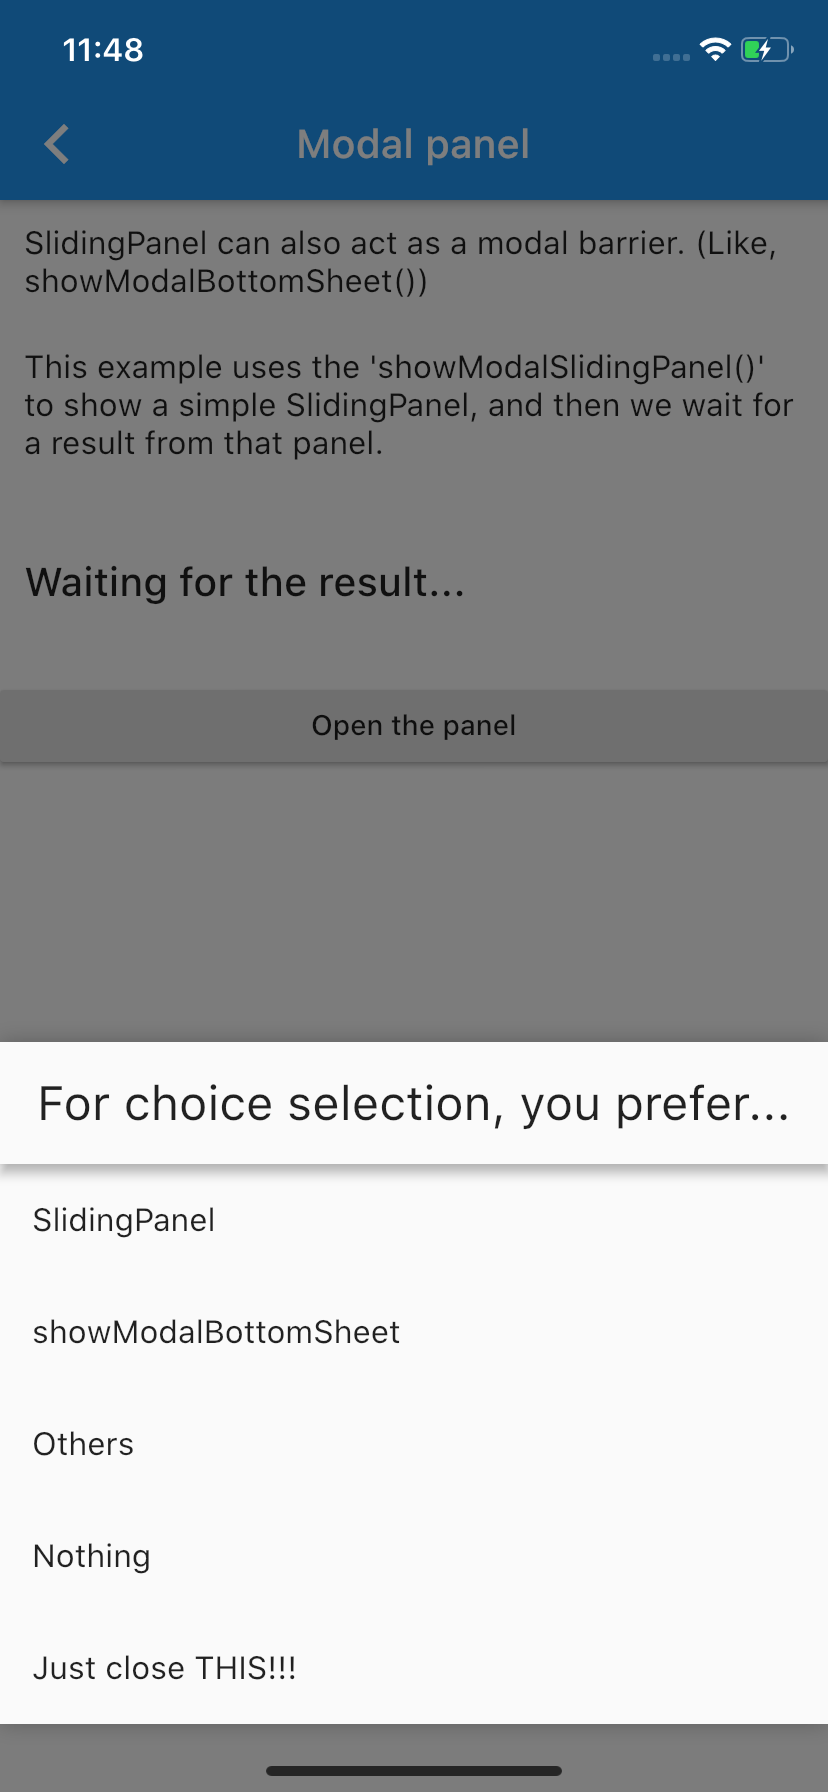 11:48
Modal panel
SlidingPanel can also act as a modal barrier. (Like,
showModalBottomSheet())
This example uses the 'showModalSlidingPanel()'
to show a simple SlidingPanel, and then we wait for
a result from that panel.
Waiting for the result...
Open the panel
For choice selection, you prefer...
SlidingPanel
showModalBottomSheet
Others
Nothing
Just close THIS!!!